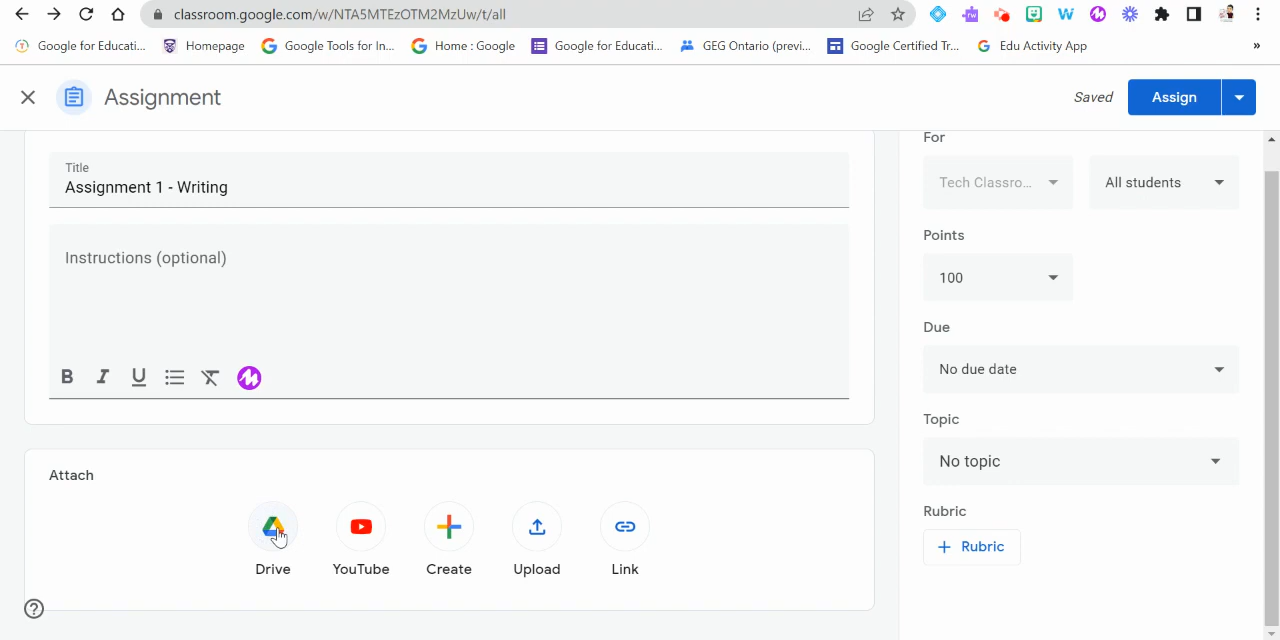 classroom.google.com/w/NTA5MTEzOTM2MzUw/t/all
rw
W
Google for Educati...
Homepage
Google Tools for In...
Home : Google
Google for Educati...
GEG Ontario (previ...
Google Certified Tr...
Edu Activity App
»
Assignment
Saved
Assign
For
Title
Assignment 1 - Writing
Tech Classro...
All students
Points
Instructions (optional)
100
Due
No due date
B I U
Topic
No topic
Attach
Rubric
+ Rubric
Drive
YouTube
Create
Upload
Link
?